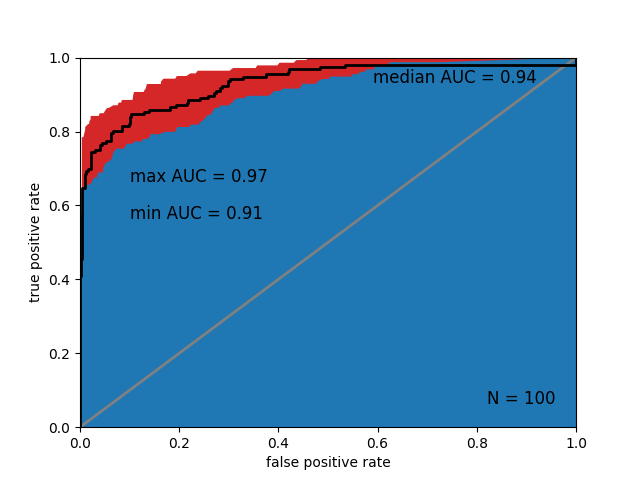 1.0
0.8
0.6
0.4
0.2
0.0
true positive rate
median AUC = 0.94
max AUC = 0.97
min AUC = 0.91
N = 100
0.0 0.2 0.4 0.6 0.8 1.0
false positive rate